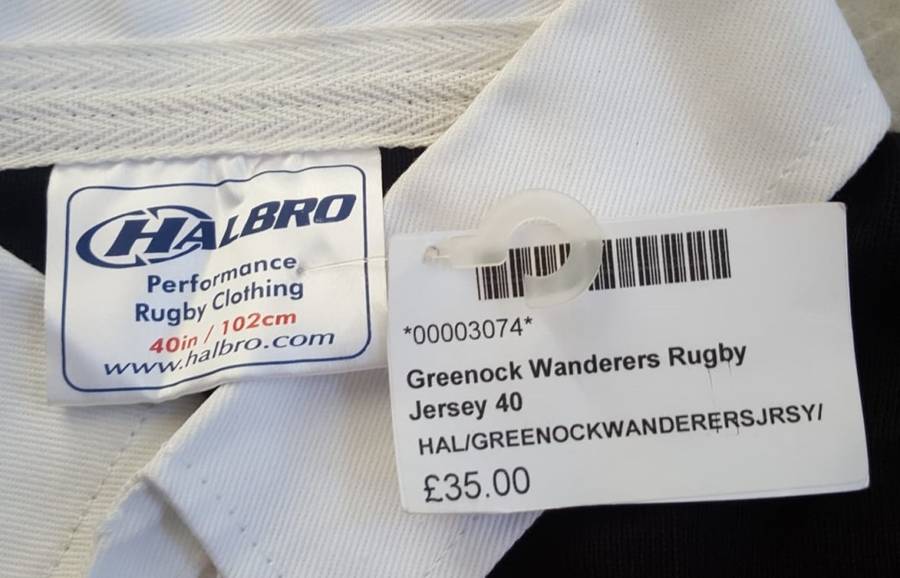 HALBRO
Performance
Rugby Clothing
40in / 102cm
www.halbro.com
*00003074*
Greenock Wanderers Rugby
Jersey 40
HAL/GREENOCKWANDERERSJRSY/
£35.00